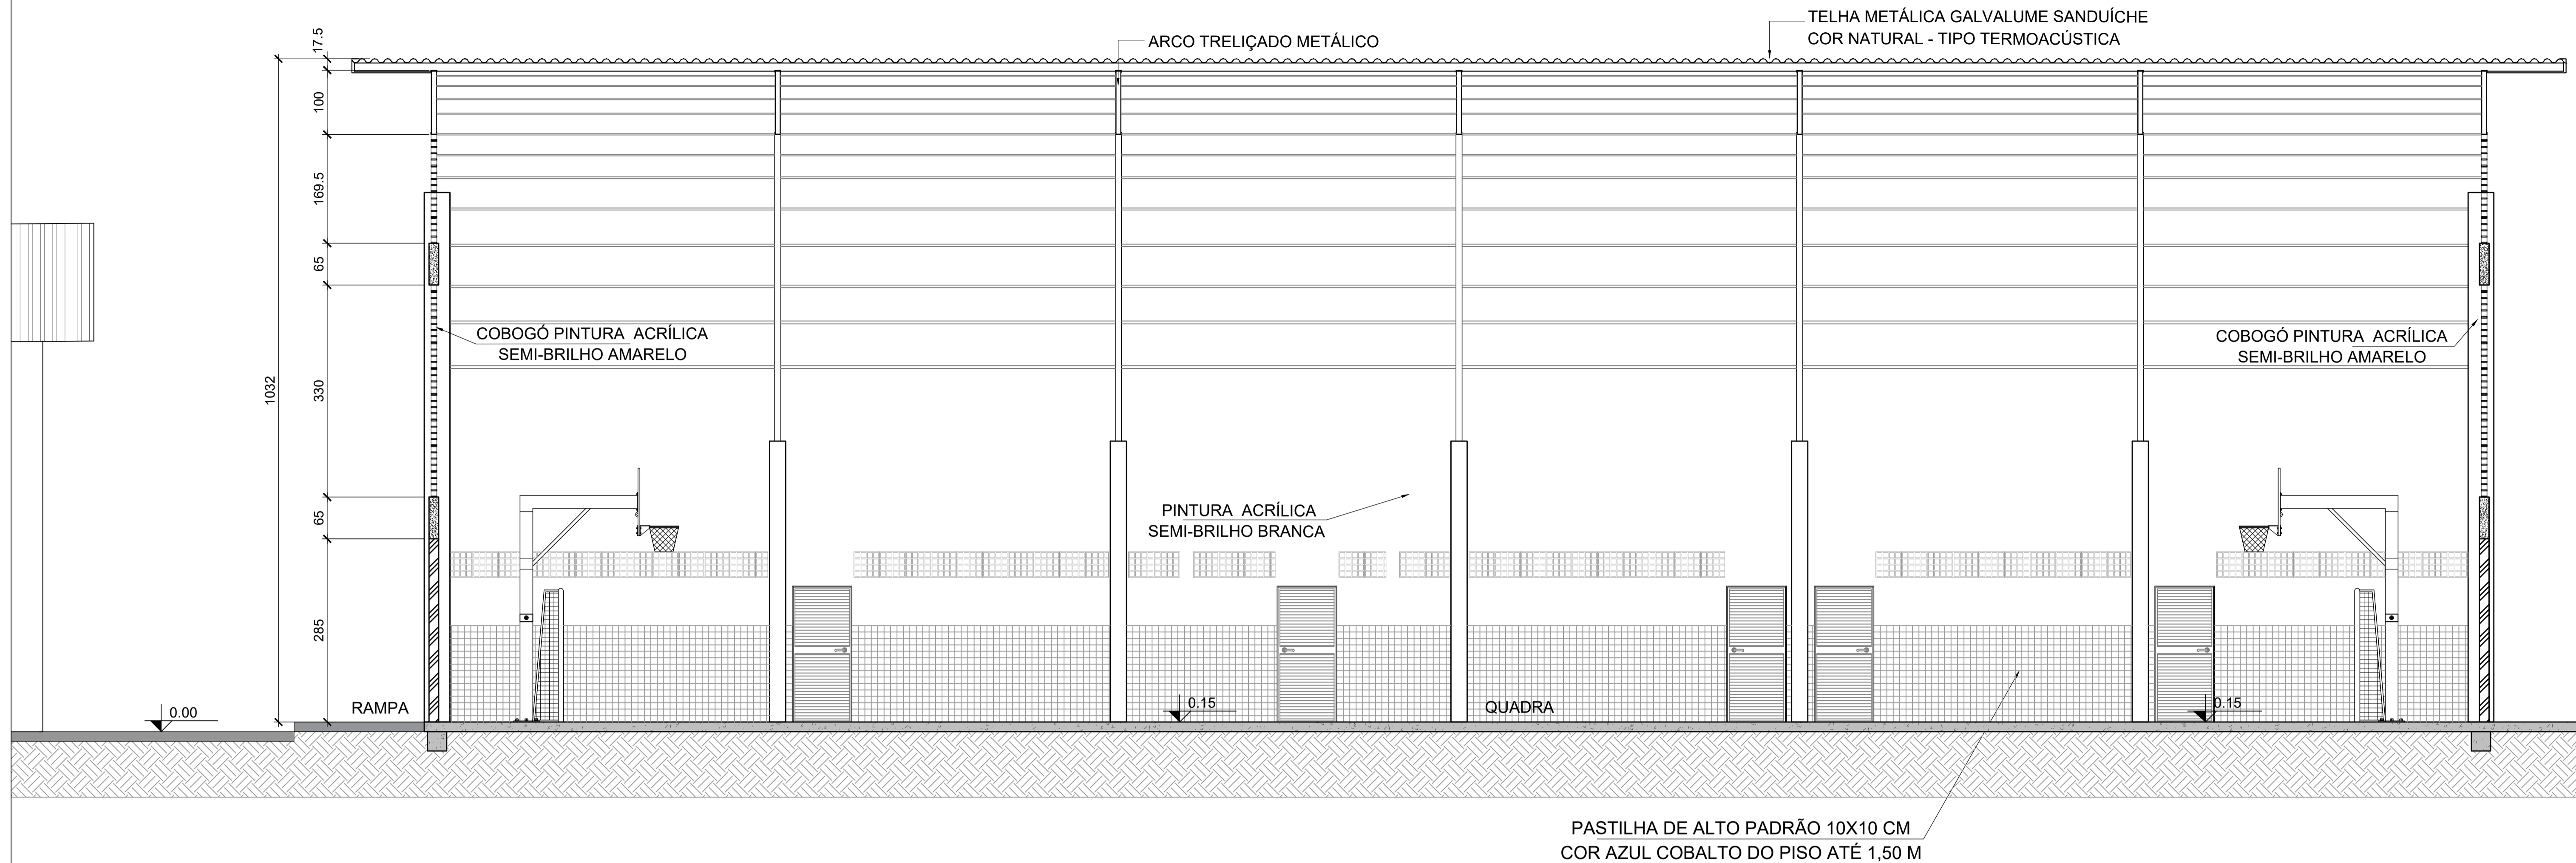 TELHA METÁLICA GALVALUME SANDUÍCHE
COR NATURAL - TIPO TERMOACÚSTICA
ARCO TRELIÇADO METÁLICO
17.5
100
169.5
65
330
65
285
1032
COBOGÓ PINTURA ACRÍLICA
SEMI-BRILHO AMARELO
COBOGÓ PINTURA ACRÍLICA
SEMI-BRILHO AMARELO
PINTURA ACRÍLICA
SEMI-BRILHO BRANCA
RAMPA
0.00
0.15
QUADRA
0.15
PASTILHA DE ALTO PADRÃO 10X10 CM
COR AZUL COBALTO DO PISO ATÉ 1,50 M